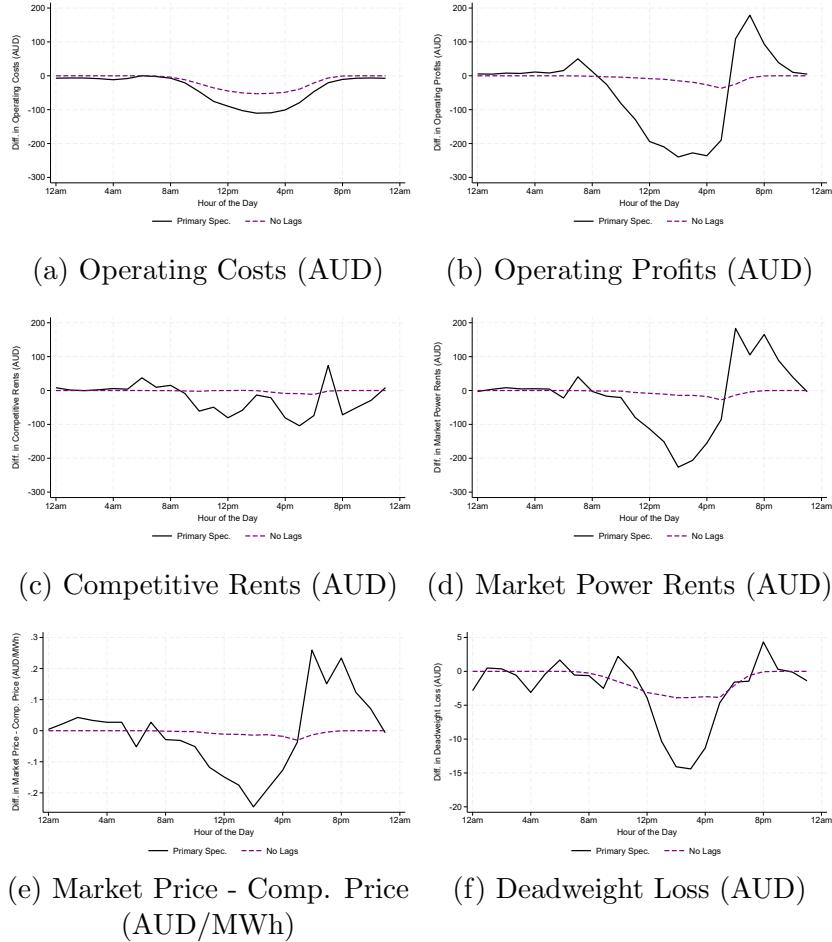 Diff. in Operating Costs (AUD)
200
100
0
-100
-200
-300
12am 4am 8am 12pm 4pm 8pm 12am
Hour of the Day
Primary Spec. No Lags
(a) Operating Costs (AUD)
Diff. in Operating Profits (AUD)
200
100
0
-100
-200
-300
12am 4am 8am 12pm 4pm 8pm 12am
Hour of the Day
Primary Spec. No Lags
(b) Operating Profits (AUD)
Diff. in Competitive Rents (AUD)
200
100
0
-100
-200
-300
12am 4am 8am 12pm 4pm 8pm 12am
Hour of the Day
Primary Spec. No Lags
(c) Competitive Rents (AUD)
Diff. in Market Power Rents (AUD)
200
100
0
-100
-200
-300
12am 4am 8am 12pm 4pm 8pm 12am
Hour of the Day
Primary Spec. No Lags
(d) Market Power Rents (AUD)
Diff. in Market Price - Comp. Price (AUD/MWh)
.3
.2
.1
0
-.1
-.2
12am 4am 8am 12pm 4pm 8pm 12am
Hour of the Day
Primary Spec. No Lags
(e) Market Price - Comp. Price
(AUD/MWh)
Diff. in Deadweight Loss (AUD)
5
0
-5
-10
-15
-20
12am 4am 8am 12pm 4pm 8pm 12am
Hour of the Day
Primary Spec. No Lags
(f) Deadweight Loss (AUD)